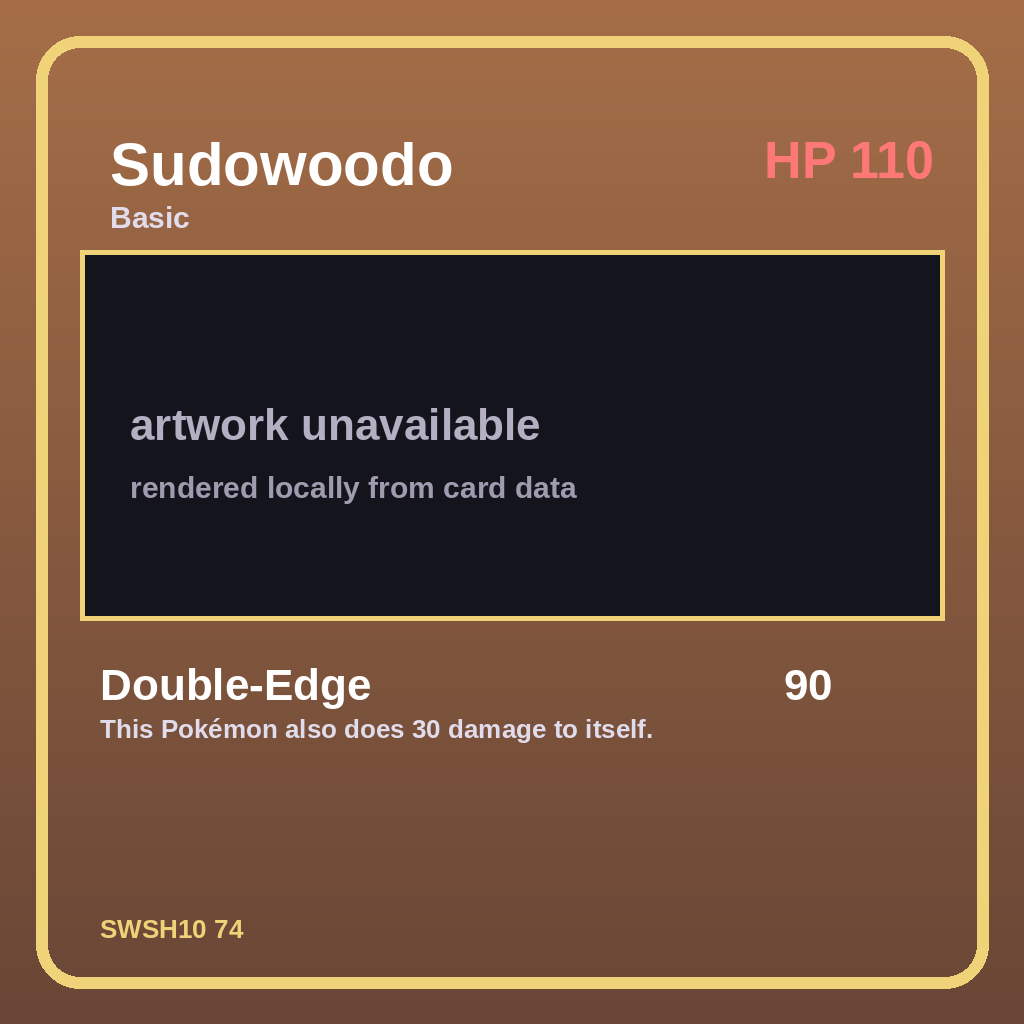 Sudowoodo
HP 110
Basic
artwork unavailable
rendered locally from card data
Double-Edge
90
This Pokémon also does 30 damage to itself.
SWSH10 74